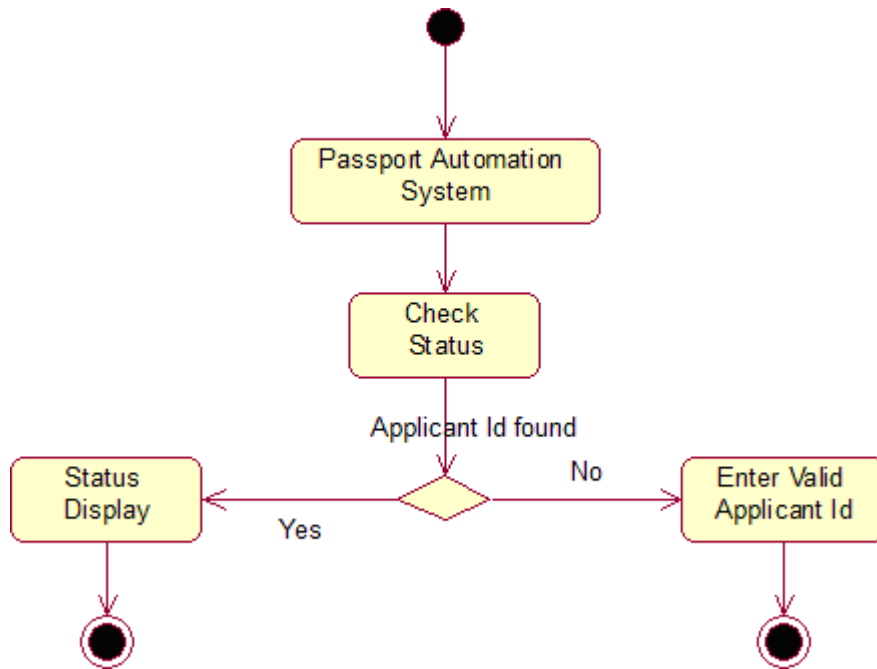 Passport Automation
System
Check
Status
Applicant Id found
Status
Display
Yes
No
Enter Valid
Applicant Id